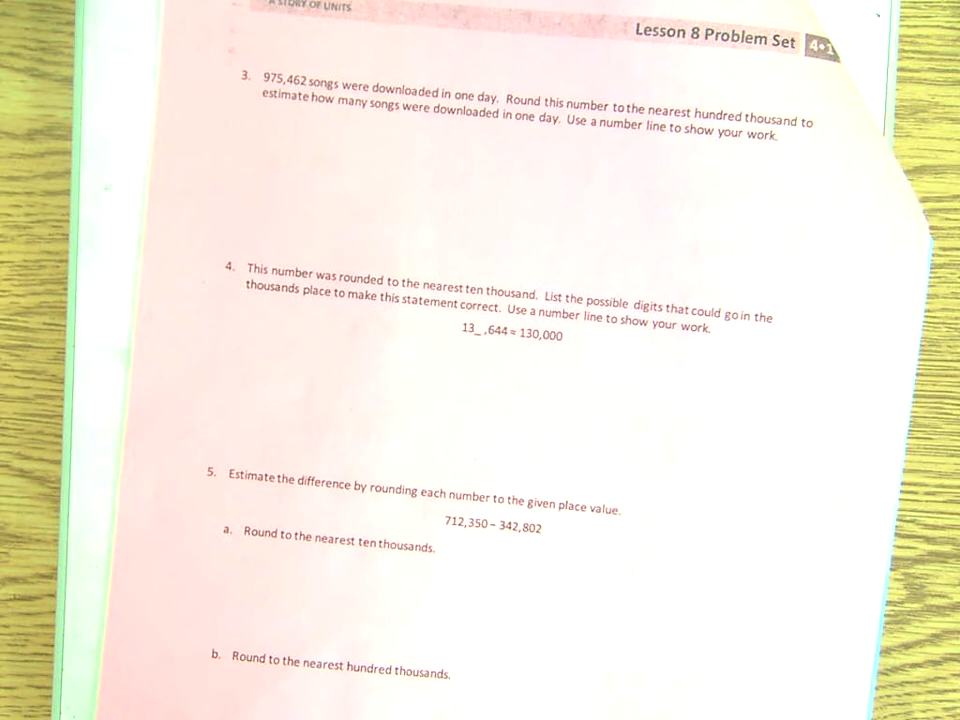 A STORY OF UNITS
Lesson 8 Problem Set 4•1
3. 975,462 songs were downloaded in one day. Round this number to the nearest hundred thousand to
estimate how many songs were downloaded in one day. Use a number line to show your work.
4. This number was rounded to the nearest ten thousand. List the possible digits that could go in the
thousands place to make this statement correct. Use a number line to show your work.
13_ ,644 ≈ 130,000
5. Estimate the difference by rounding each number to the given place value.
712,350 – 342,802
a. Round to the nearest ten thousands.
b. Round to the nearest hundred thousands.